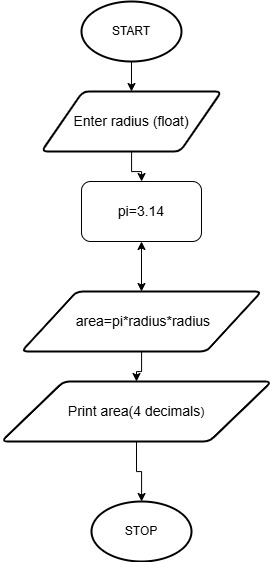 START
Enter radius (float)
pi=3.14
area=pi*radius*radius
Print area(4 decimals)
STOP